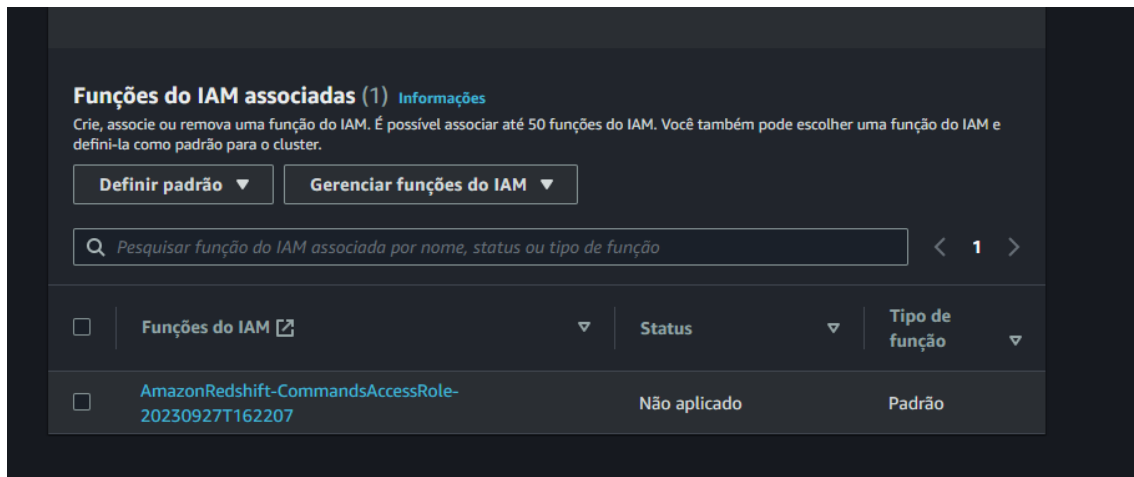 Funções do IAM associadas (1) Informações
Crie, associe ou remova uma função do IAM. É possível associar até 50 funções do IAM. Você também pode escolher uma função do IAM e
defini-la como padrão para o cluster.
Definir padrão ▼ Gerenciar funções do IAM ▼
Pesquisar função do IAM associada por nome, status ou tipo de função < 1 >
Funções do IAM Status Tipo de
função
AmazonRedshift-CommandsAccessRole-
20230927T162207 Não aplicado Padrão